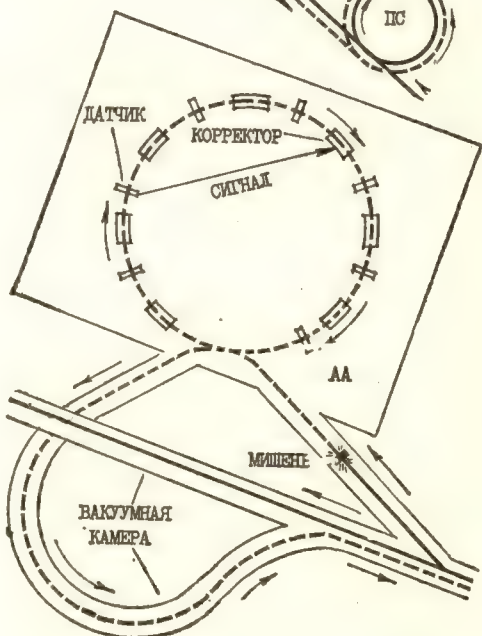 ПС
ДАТЧИК
КОРРЕКТОР
СИГНАЛ
АА
МИШЕНЬ
ВАКУУМНАЯ
КАМЕРА